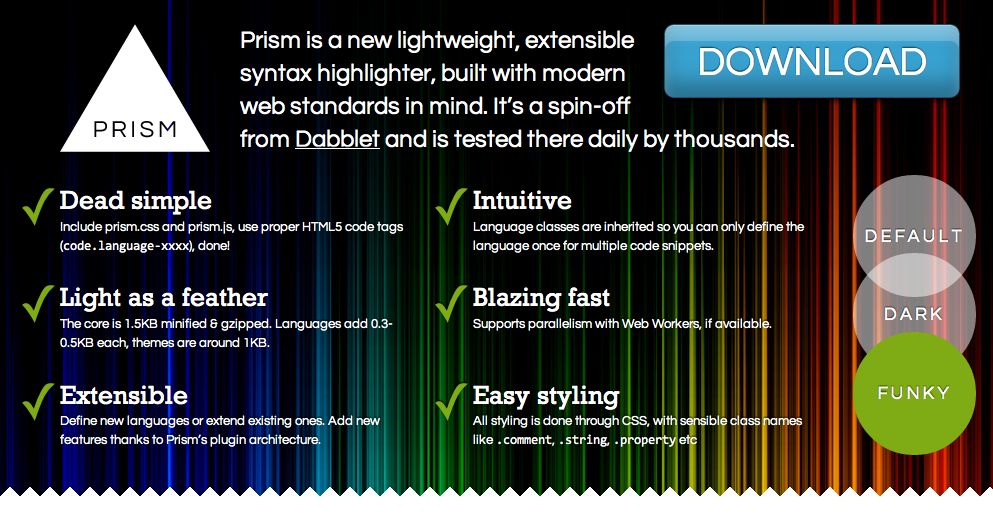 PRISM
Prism is a new lightweight, extensible
syntax highlighter, built with modern
web standards in mind. It’s a spin-off
from Dabblet and is tested there daily by thousands.
DOWNLOAD
Dead simple
Include prism.css and prism.js, use proper HTML5 code tags
(code.language-xxxx), done!
Intuitive
Language classes are inherited so you can only define the
language once for multiple code snippets.
Light as a feather
The core is 1.5KB minified & gzipped. Languages add 0.3-
0.5KB each, themes are around 1KB.
Blazing fast
Supports parallelism with Web Workers, if available.
Extensible
Define new languages or extend existing ones. Add new
features thanks to Prism’s plugin architecture.
Easy styling
All styling is done through CSS, with sensible class names
like .comment, .string, .property etc
DEFAULT
DARK
FUNKY